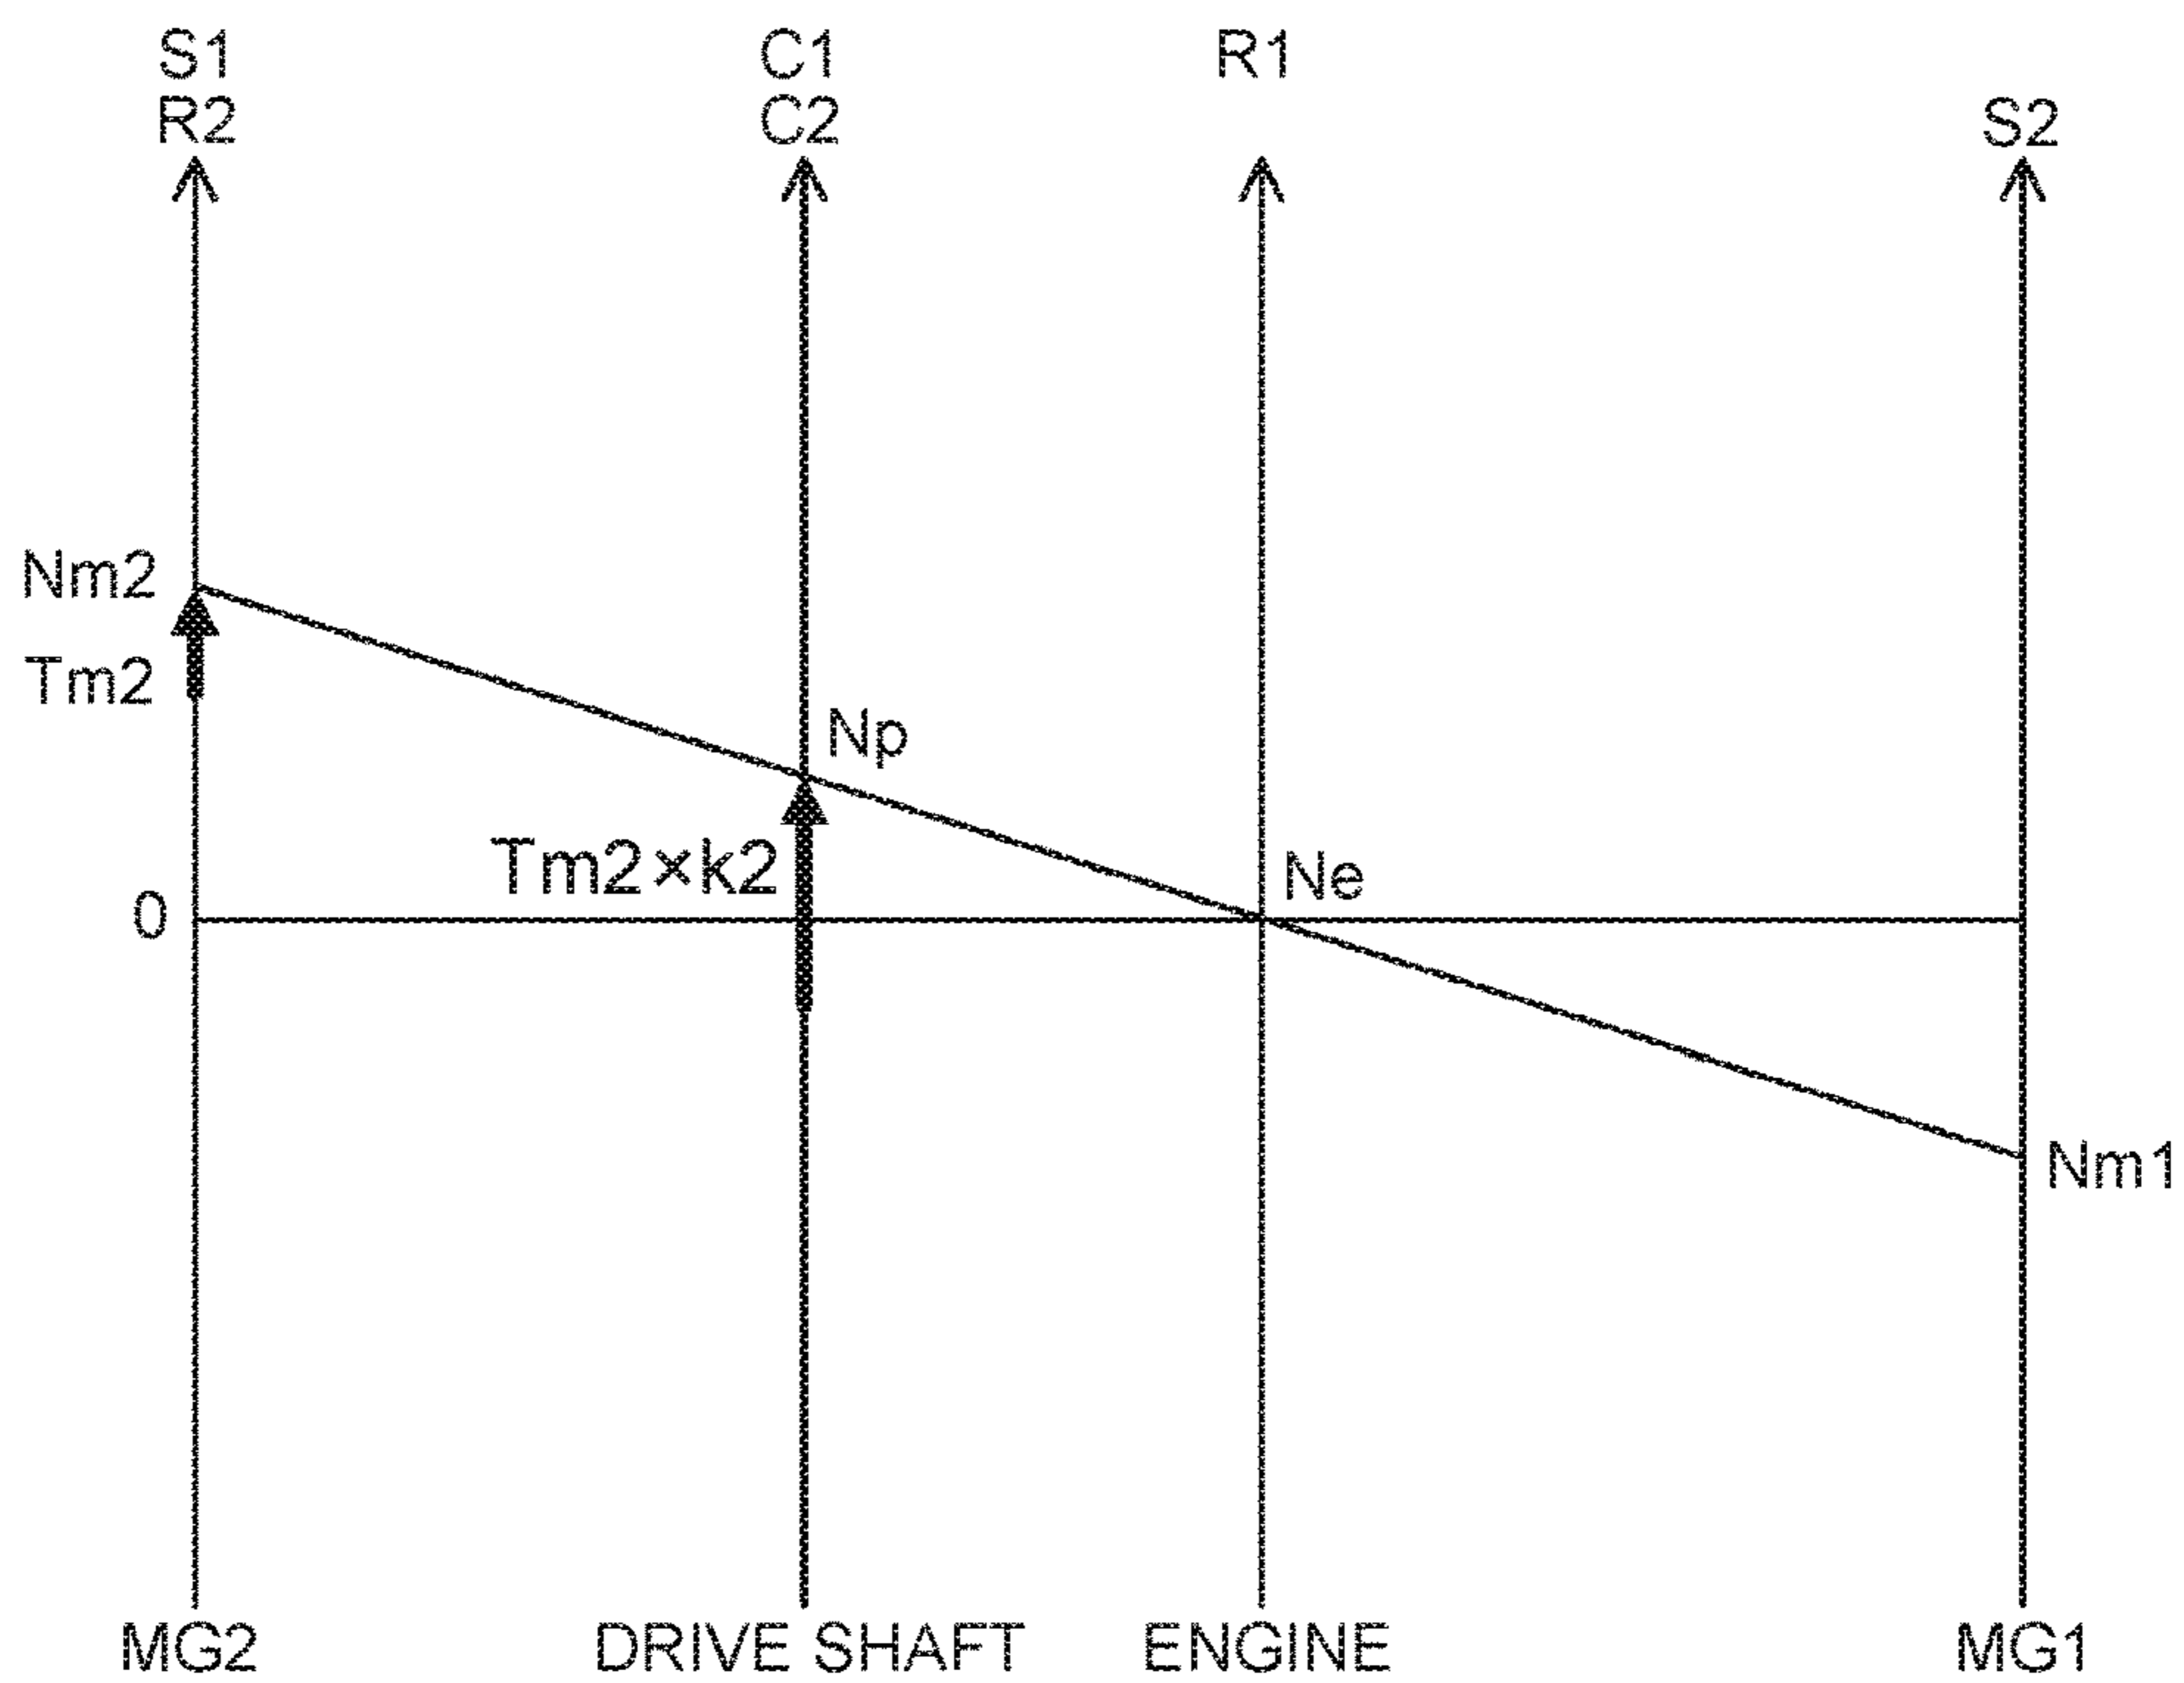 S1 C1 R1
R2 C2 S2
Nm2
Tm2
Np
Tm2×k2
Ne
0
Nm1
MG2 DRIVE SHAFT ENGINE MG1